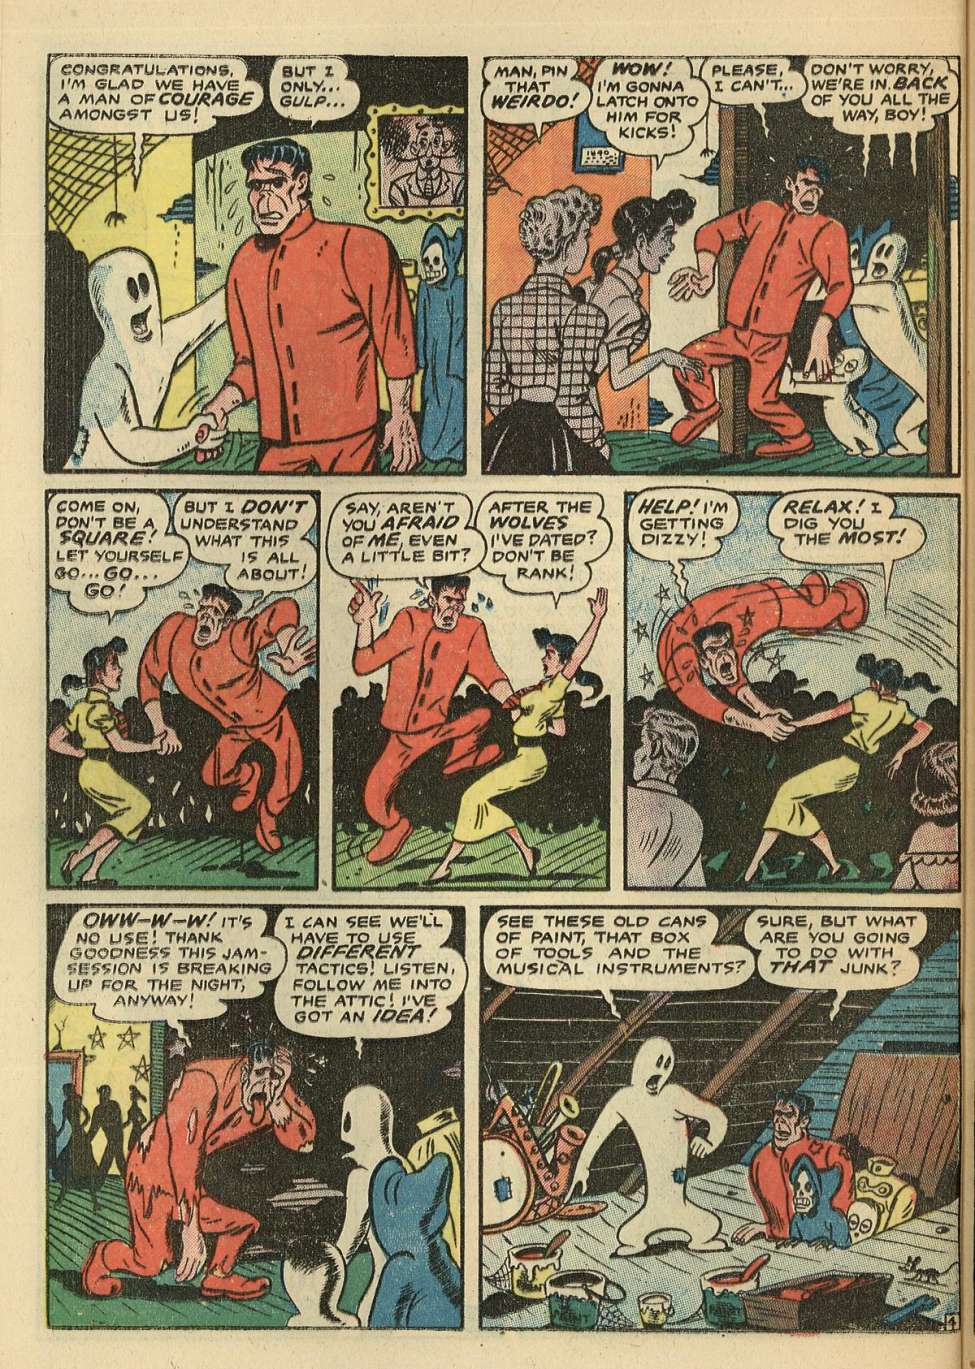 CONGRATULATIONS,
I'M GLAD WE HAVE
A MAN OF COURAGE
AMONGST US!
BUT I
ONLY...
GULP...
MAN, PIN
THAT
WEIRDO!
WOW!
I'M GONNA
LATCH ONTO
HIM FOR
KICKS!
1490
PLEASE,
I CAN'T...
DON'T WORRY,
WE'RE IN BACK
OF YOU ALL THE
WAY, BOY!
COME ON,
DON'T BE A
SQUARE!
LET YOURSELF
GO... GO...
GO!
BUT I DON'T
UNDERSTAND
WHAT THIS
IS ALL
ABOUT!
SAY, AREN'T
YOU AFRAID
OF ME, EVEN
A LITTLE BIT?
AFTER THE
WOLVES
I'VE DATED?
DON'T BE
RANK!
HELP! I'M
GETTING
DIZZY!
RELAX! I
DIG YOU
THE MOST!
OWW-W-W! IT'S
NO USE! THANK
GOODNESS THIS JAM-
SESSION IS BREAKING
UP FOR THE NIGHT,
ANYWAY!
I CAN SEE WE'LL
HAVE TO USE
DIFFERENT
TACTICS! LISTEN,
FOLLOW ME INTO
THE ATTIC! I'VE
GOT AN IDEA!
SEE THESE OLD CANS
OF PAINT, THAT BOX
OF TOOLS AND THE
MUSICAL INSTRUMENTS?
SURE, BUT WHAT
ARE YOU GOING
TO DO WITH
THAT JUNK?
PAINT
PAINT
PAINT
4